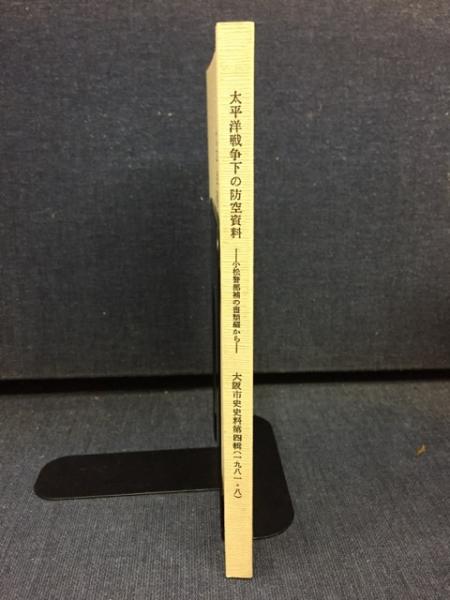 太平洋戦争下の防空資料
―小松警部補の書類綴から―
大阪市史史料第四輯(一九八一・八)